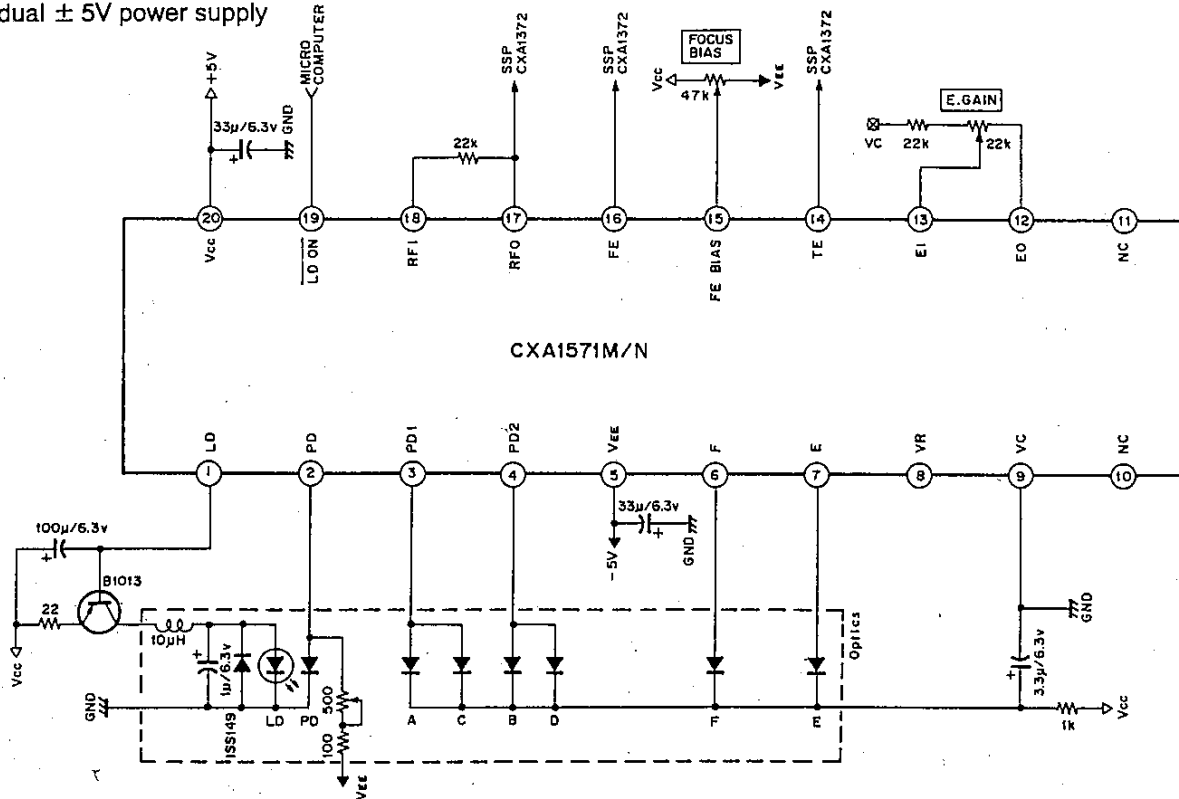 dual ± 5V power supply
+5V
33μ/6.3v
GND
MICRO
COMPUTER
22k
SSP
CXA1372
SSP
CXA1372
FOCUS
BIAS
Vcc
VEE
47k
SSP
CXA1372
E.GAIN
VC
22k
22k
20
19
18
17
16
15
14
13
12
11
Vcc
LD ON
RFI
RFO
FE
FE BIAS
TE
EI
EO
NC
CXA1571M/N
LD
PD
PD1
PD2
VEE
F
E
VR
VC
NC
1
2
3
4
5
6
7
8
9
10
100μ/6.3v
B1013
22
Vcc
33μ/6.3v
GND
-5V
GND
Optics
10μH
1μ/6.3v
1SS149
GND
LD
PD
500
100
VEE
A
C
B
D
F
E
3.3μ/6.3v
1k
Vcc